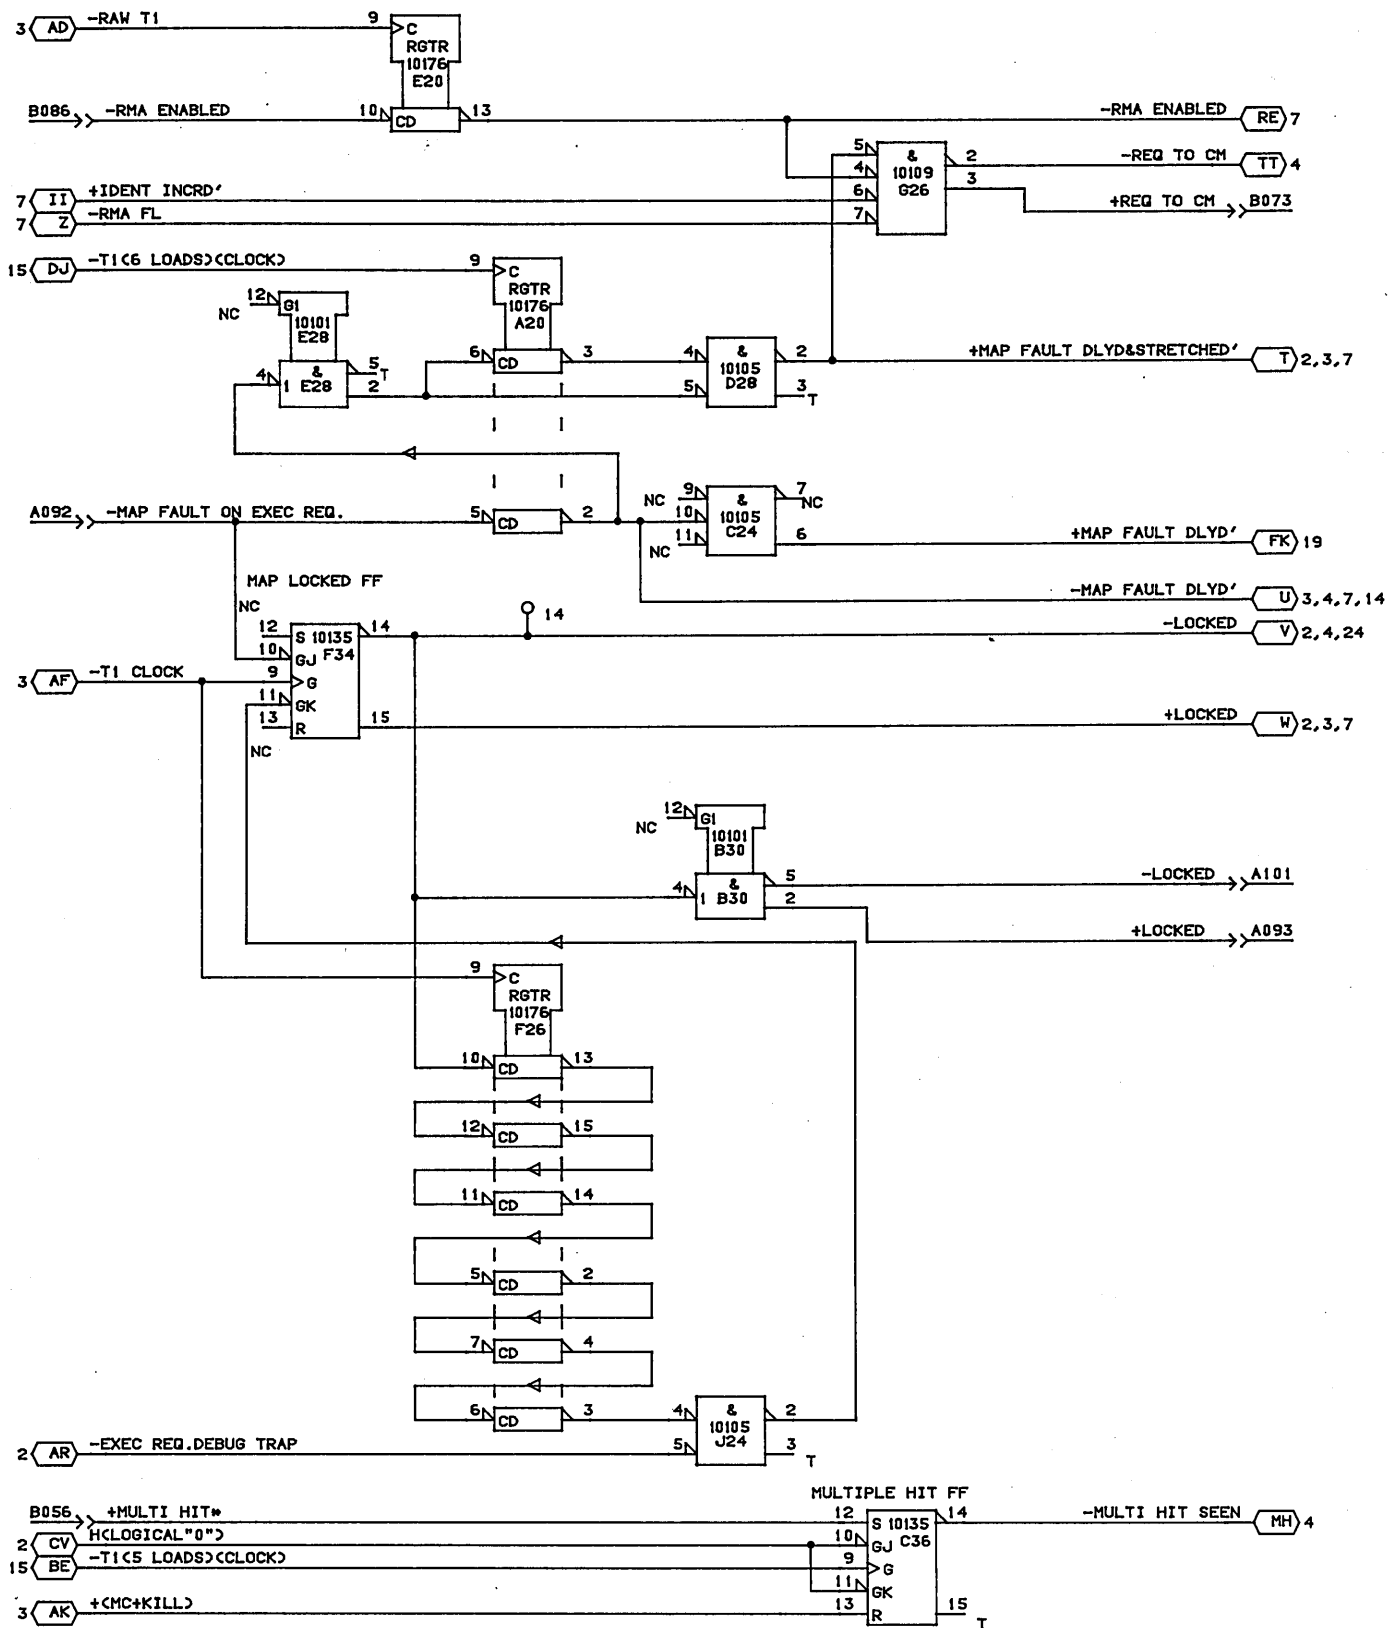 3 AD -RAW T1 9 C
RGTR
10176
E20
B086 -RMA ENABLED 10 CD 13 -RMA ENABLED RE 7
5 & 2 -REQ TO CM TT 4
4 10109
7 II +IDENT INCRD' 6 G26 3 +REQ TO CM B073
7 Z -RMA FL 7
15 DJ -T1(6 LOADS)(CLOCK) 9 C
RGTR
10176
A20
NC 12 G1
10101
E28
4 1 & E28 5 T
2
6 CD 3 4 & 2 +MAP FAULT DLYD&STRETCHED' T 2,3,7
10105
5 D28 3 T
NC 9 & 7 NC
A092 -MAP FAULT ON EXEC REQ. 5 CD 2 10 10105
NC 11 C24 6 +MAP FAULT DLYD' FK 19
MAP LOCKED FF
-MAP FAULT DLYD' U 3,4,7,14
NC 14
12 S 10135 14 -LOCKED V 2,4,24
10 GJ F34
3 AF -T1 CLOCK 9 G
11 GK
13 R 15 +LOCKED W 2,3,7
NC
NC 12 G1
10101
B30
4 1 & B30 5 -LOCKED A101
2
+LOCKED A093
9 C
RGTR
10176
F26
10 CD 13
12 CD 15
11 CD 14
5 CD 2
7 CD 4
6 CD 3 4 & 2
10105
2 AR -EXEC REQ.DEBUG TRAP 5 J24 3 T
MULTIPLE HIT FF
B056 +MULTI HIT* 12 S 10135 14 -MULTI HIT SEEN MH 4
2 CV H(LOGICAL"0") 10 GJ C36
15 BE -T1(5 LOADS)(CLOCK) 9 G
11 GK
3 AK +(MC+KILL) 13 R 15 T